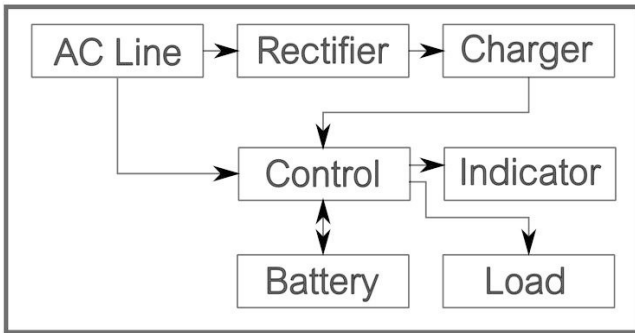 AC Line
Rectifier
Charger
Control
Indicator
Battery
Load